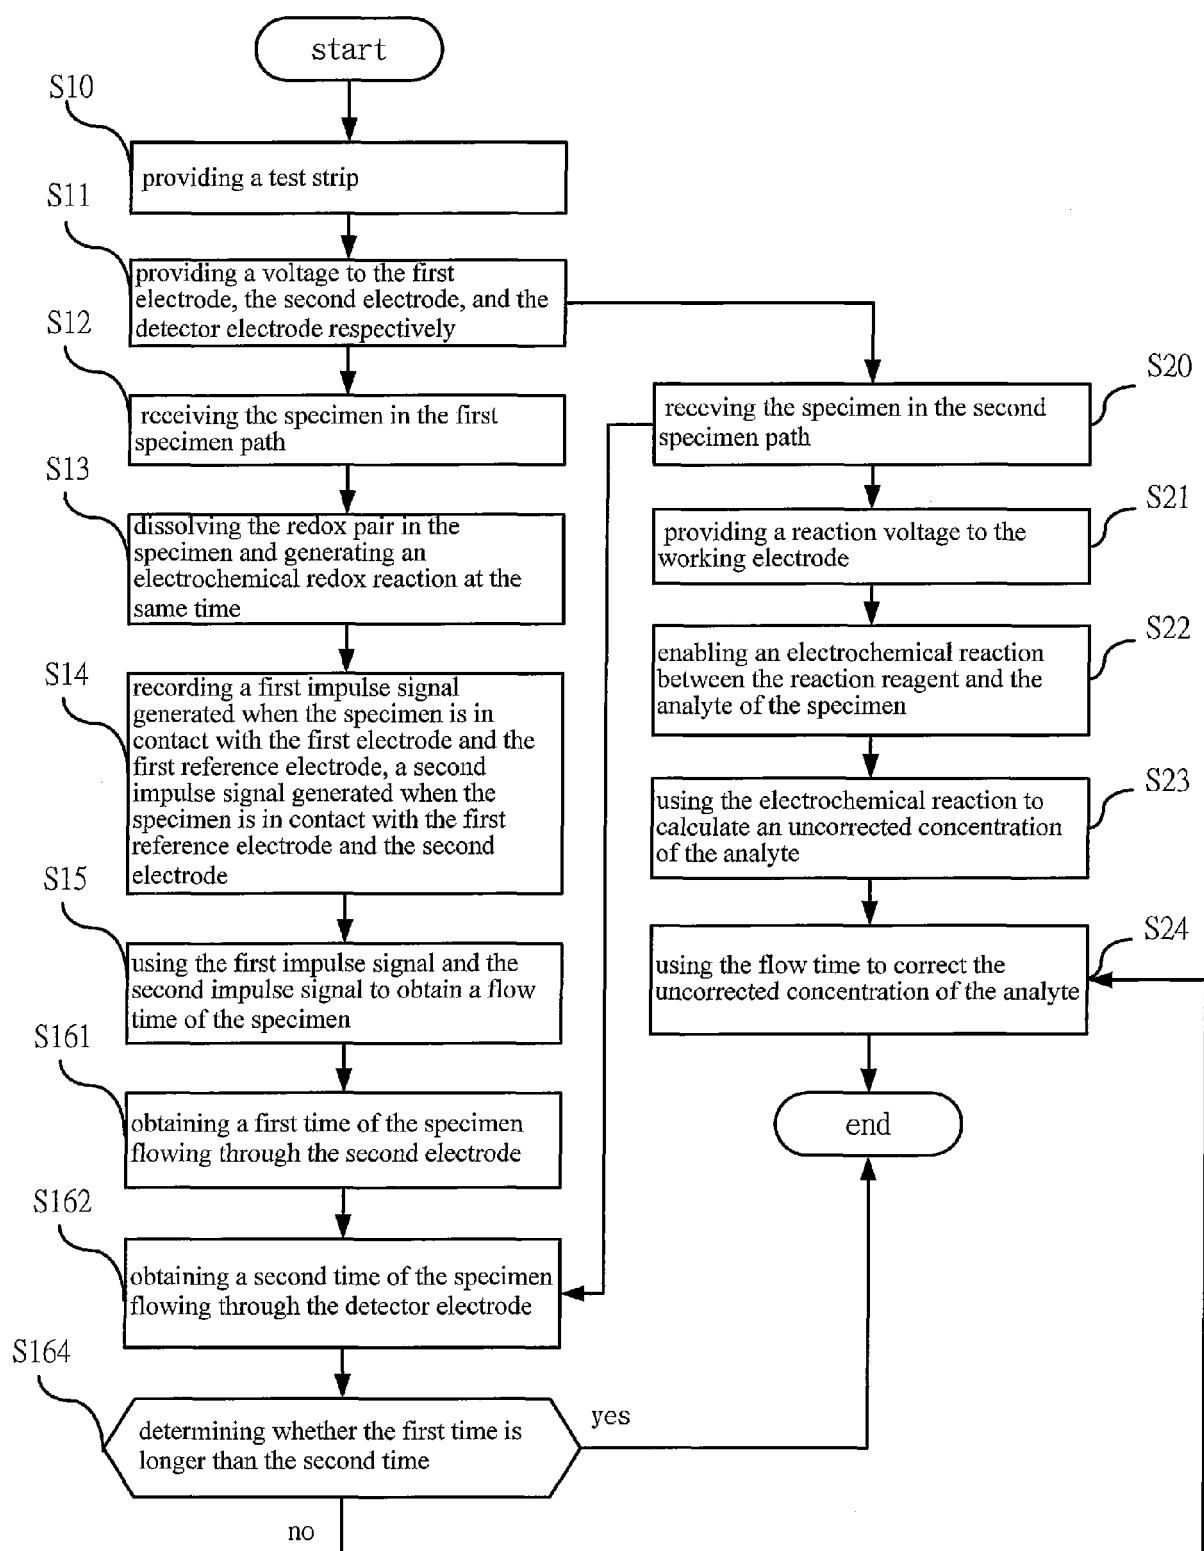 start
S10
providing a test strip
S11
providing a voltage to the first
electrode, the second electrode, and the
detector electrode respectively
S12
receiving the specimen in the first
specimen path
S13
dissolving the redox pair in the
specimen and generating an
electrochemical redox reaction at the
same time
S14
recording a first impulse signal
generated when the specimen is in
contact with the first electrode and the
first reference electrode, a second
impulse signal generated when the
specimen is in contact with the first
reference electrode and the second
electrode
S15
using the first impulse signal and the
second impulse signal to obtain a flow
time of the specimen
S161
obtaining a first time of the specimen
flowing through the second electrode
S162
obtaining a second time of the specimen
flowing through the detector electrode
S164
determining whether the first time is
longer than the second time
yes
no
S20
receving the specimen in the second
specimen path
S21
providing a reaction voltage to the
working electrode
S22
enabling an electrochemical reaction
between the reaction reagent and the
analyte of the specimen
S23
using the electrochemical reaction to
calculate an uncorrected concentration
of the analyte
S24
using the flow time to correct the
uncorrected concentration of the analyte
end